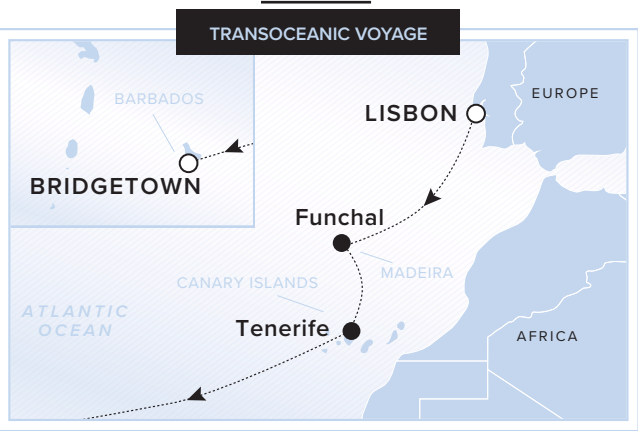 TRANSOCEANIC VOYAGE
BARBADOS
BRIDGETOWN
LISBON
EUROPE
Funchal
MADEIRA
CANARY ISLANDS
Tenerife
ATLANTIC
OCEAN
AFRICA